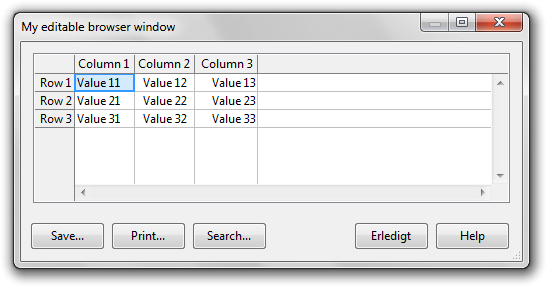 My editable browser window
Column 1 Column 2 Column 3
Row 1 Value 11 Value 12 Value 13
Row 2 Value 21 Value 22 Value 23
Row 3 Value 31 Value 32 Value 33
Save... Print... Search... Erledigt Help